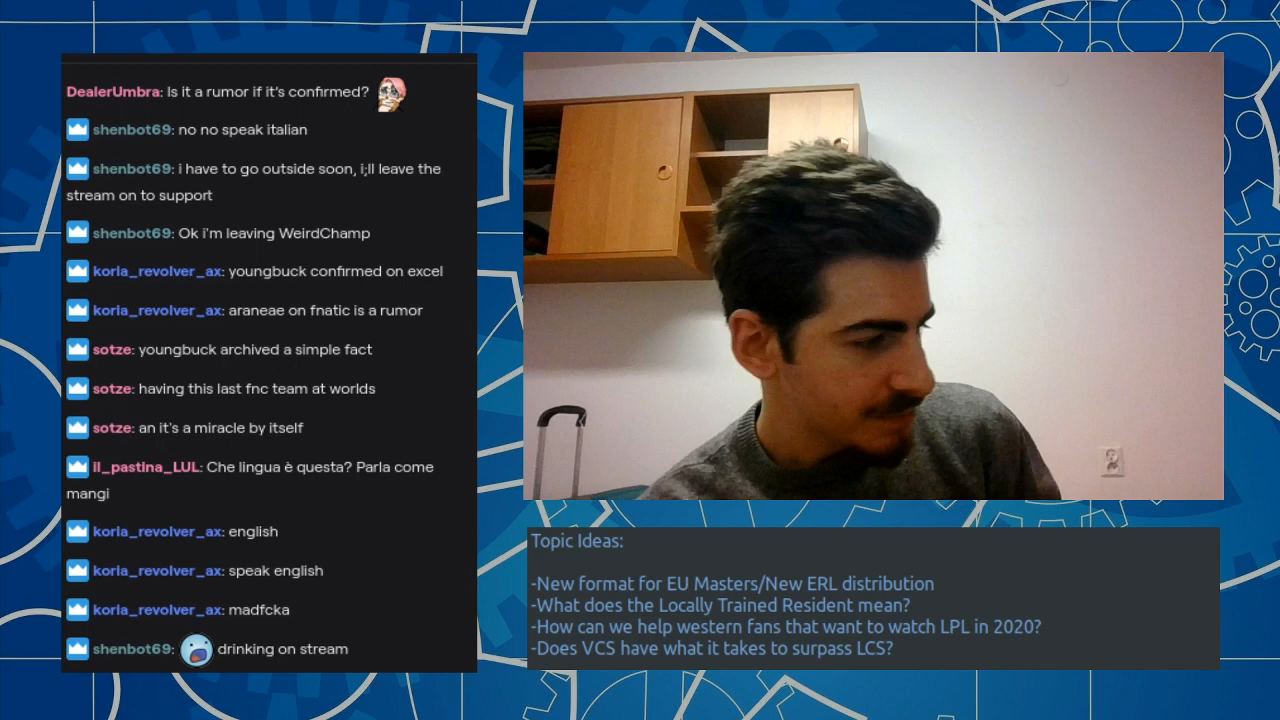 DealerUmbra: Is it a rumor if it's confirmed?
shenbot69: no no speak italian
shenbot69: i have to go outside soon, i;ll leave the
stream on to support
shenbot69: Ok i'm leaving WeirdChamp
korla_revolver_ax: youngbuck confirmed on excel
korla_revolver_ax: araneae on fnatic is a rumor
sotze: youngbuck archived a simple fact
sotze: having this last fnc team at worlds
sotze: an it's a miracle by itself
il_pastina_LUL: Che lingua è questa? Parla come
mangi
korla_revolver_ax: english
korla_revolver_ax: speak english
korla_revolver_ax: madfcka
shenbot69: drinking on stream
Topic Ideas:
-New format for EU Masters/New ERL distribution
-What does the Locally Trained Resident mean?
-How can we help western fans that want to watch LPL in 2020?
-Does VCS have what it takes to surpass LCS?